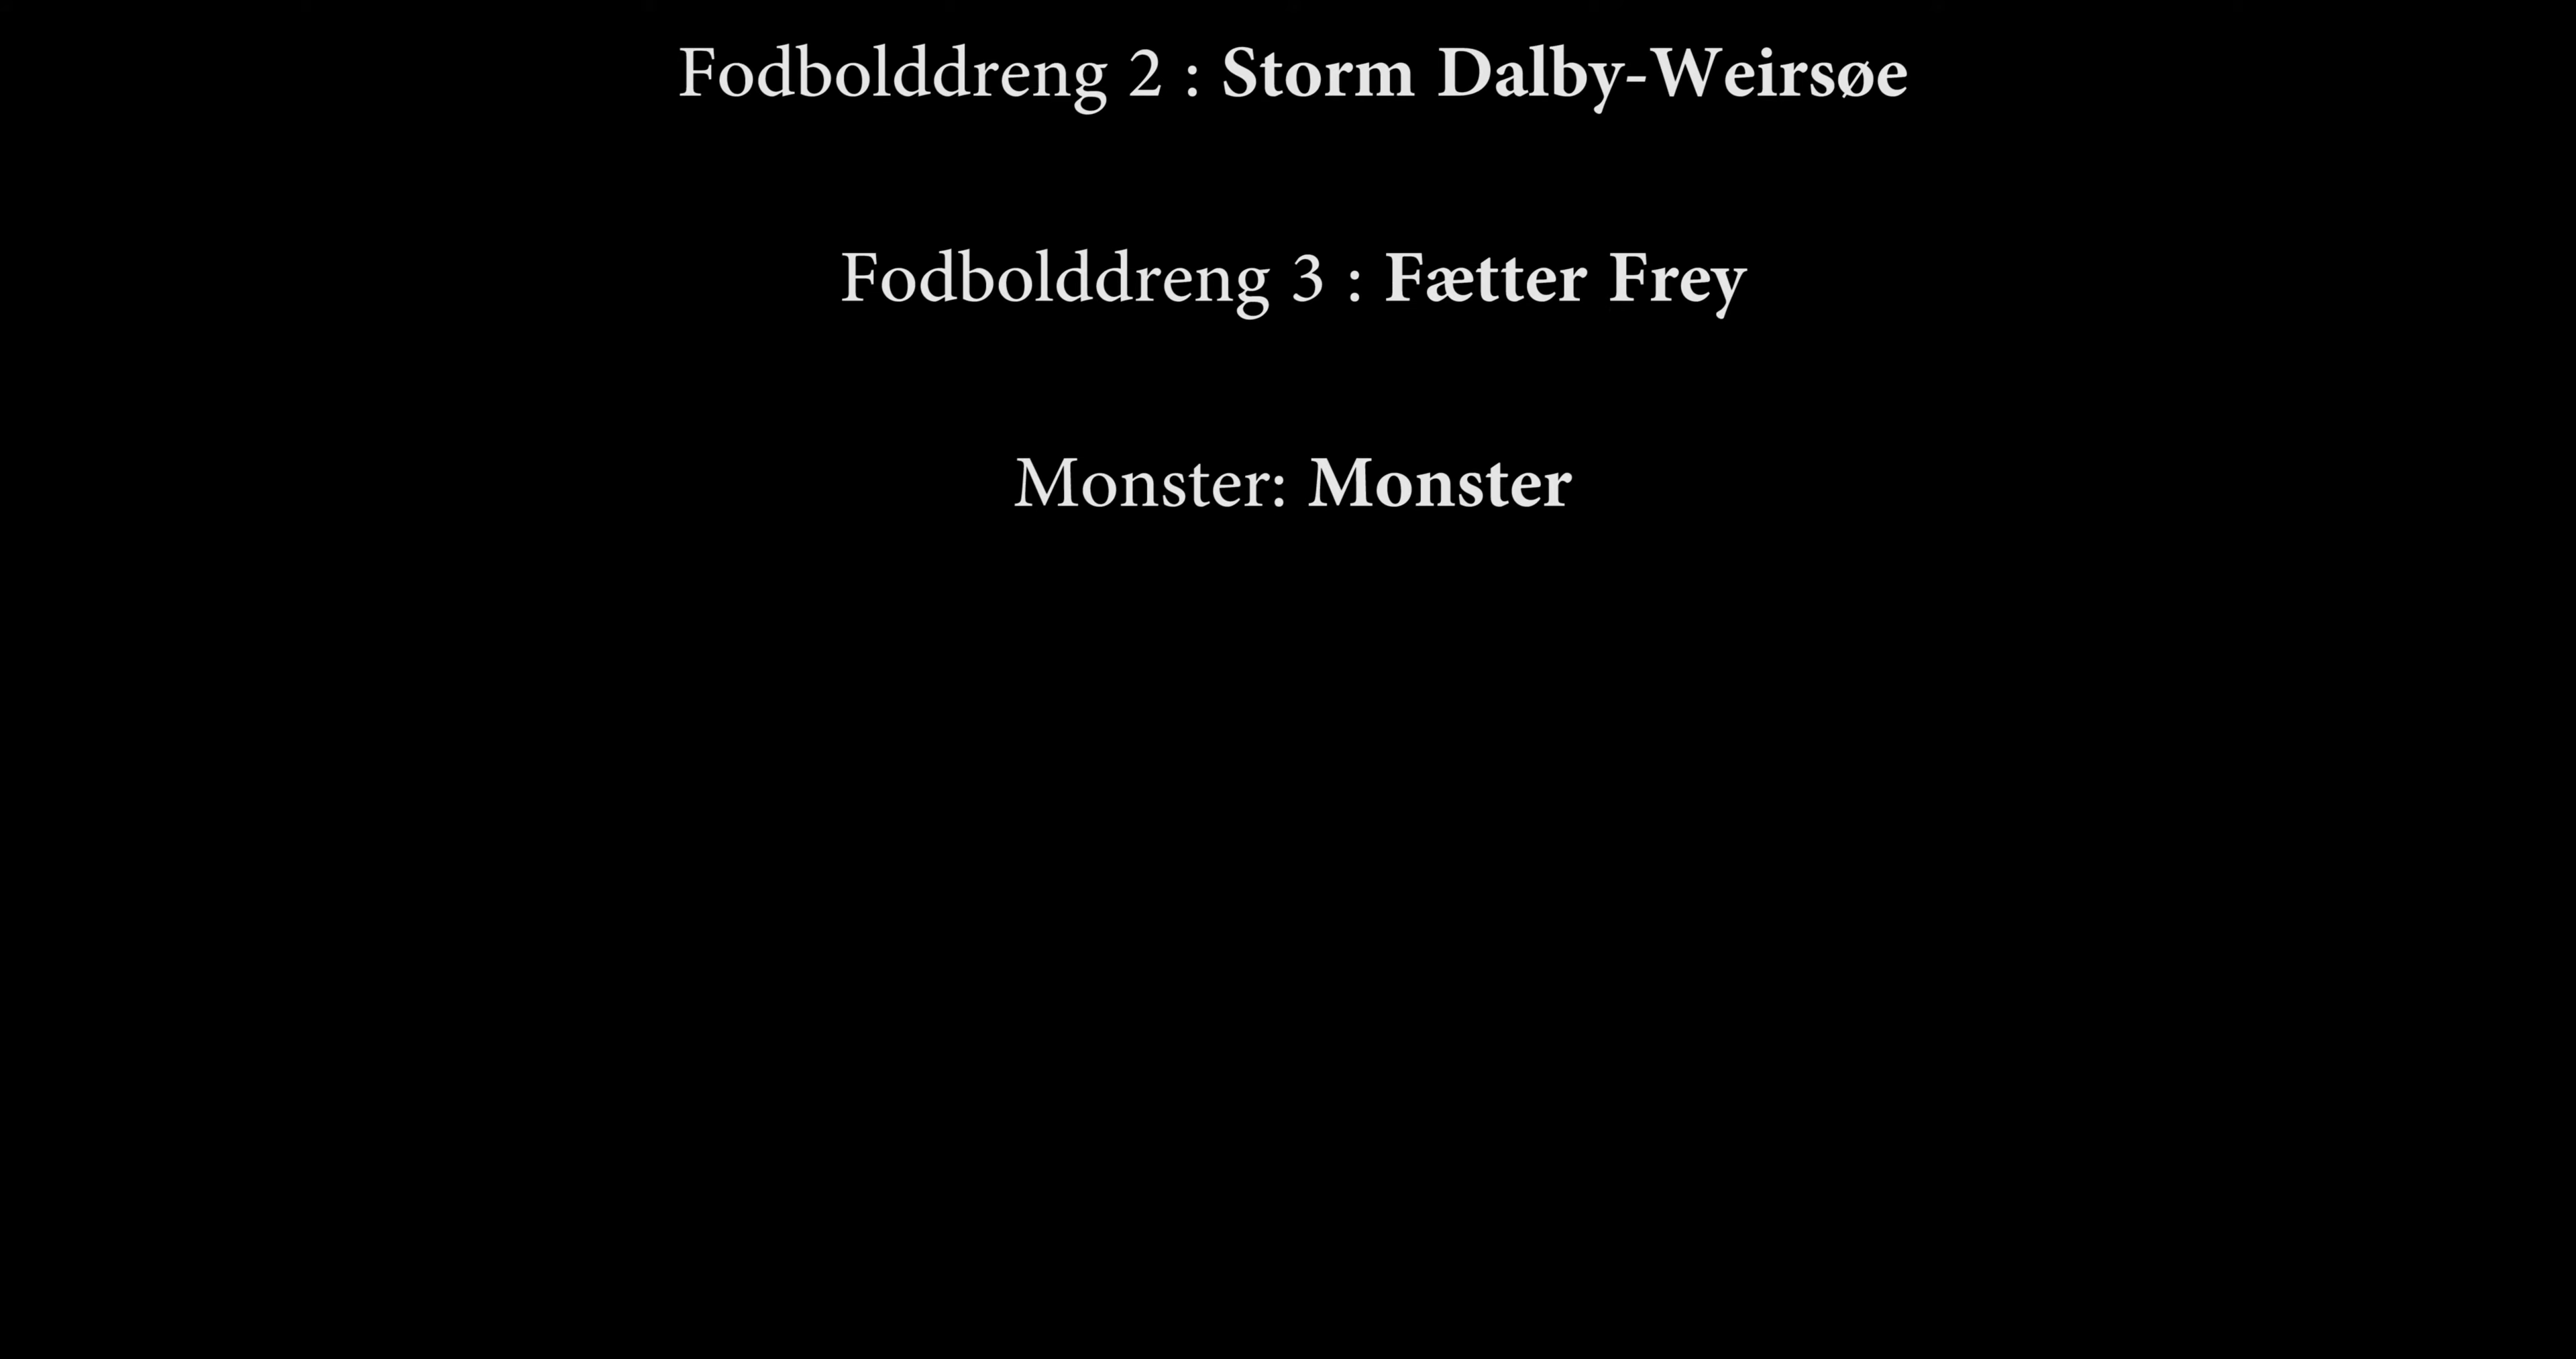 Fodbolddreng 2 : Storm Dalby-Weirsøe
Fodbolddreng 3 : Fætter Frey
Monster: Monster